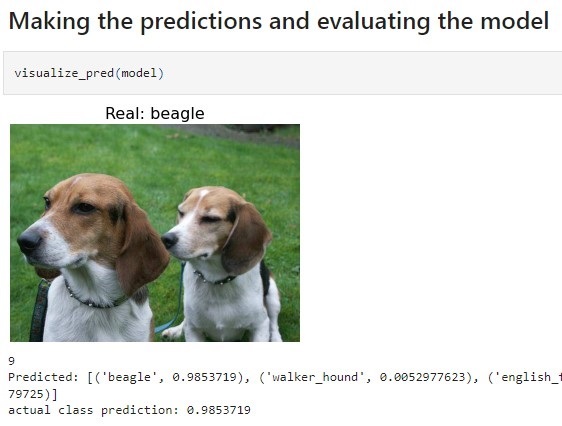 Making the predictions and evaluating the model
visualize_pred(model)
Real: beagle
9
Predicted: [('beagle', 0.9853719), ('walker_hound', 0.0052977623), ('english_
79725)]
actual class prediction: 0.9853719